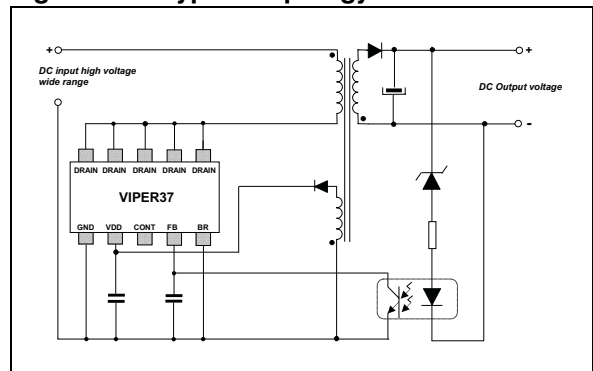 +
DC input high voltage
wide range
+
DC Output voltage
-
DRAIN DRAIN DRAIN DRAIN DRAIN
VIPER37
GND VDD CONT FB BR